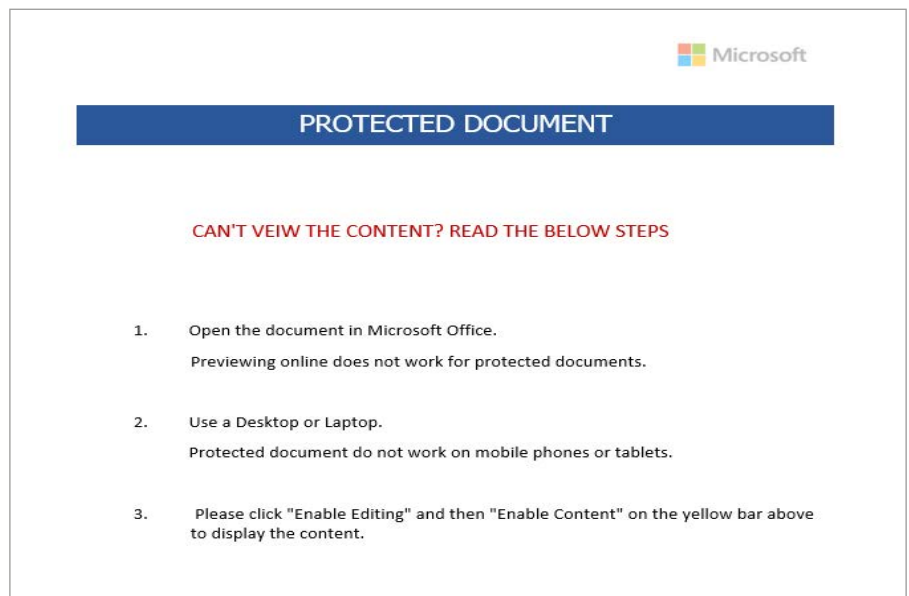 Microsoft
PROTECTED DOCUMENT
CAN'T VEIW THE CONTENT? READ THE BELOW STEPS
1. Open the document in Microsoft Office.
Previewing online does not work for protected documents.
2. Use a Desktop or Laptop.
Protected document do not work on mobile phones or tablets.
3. Please click "Enable Editing" and then "Enable Content" on the yellow bar above
to display the content.